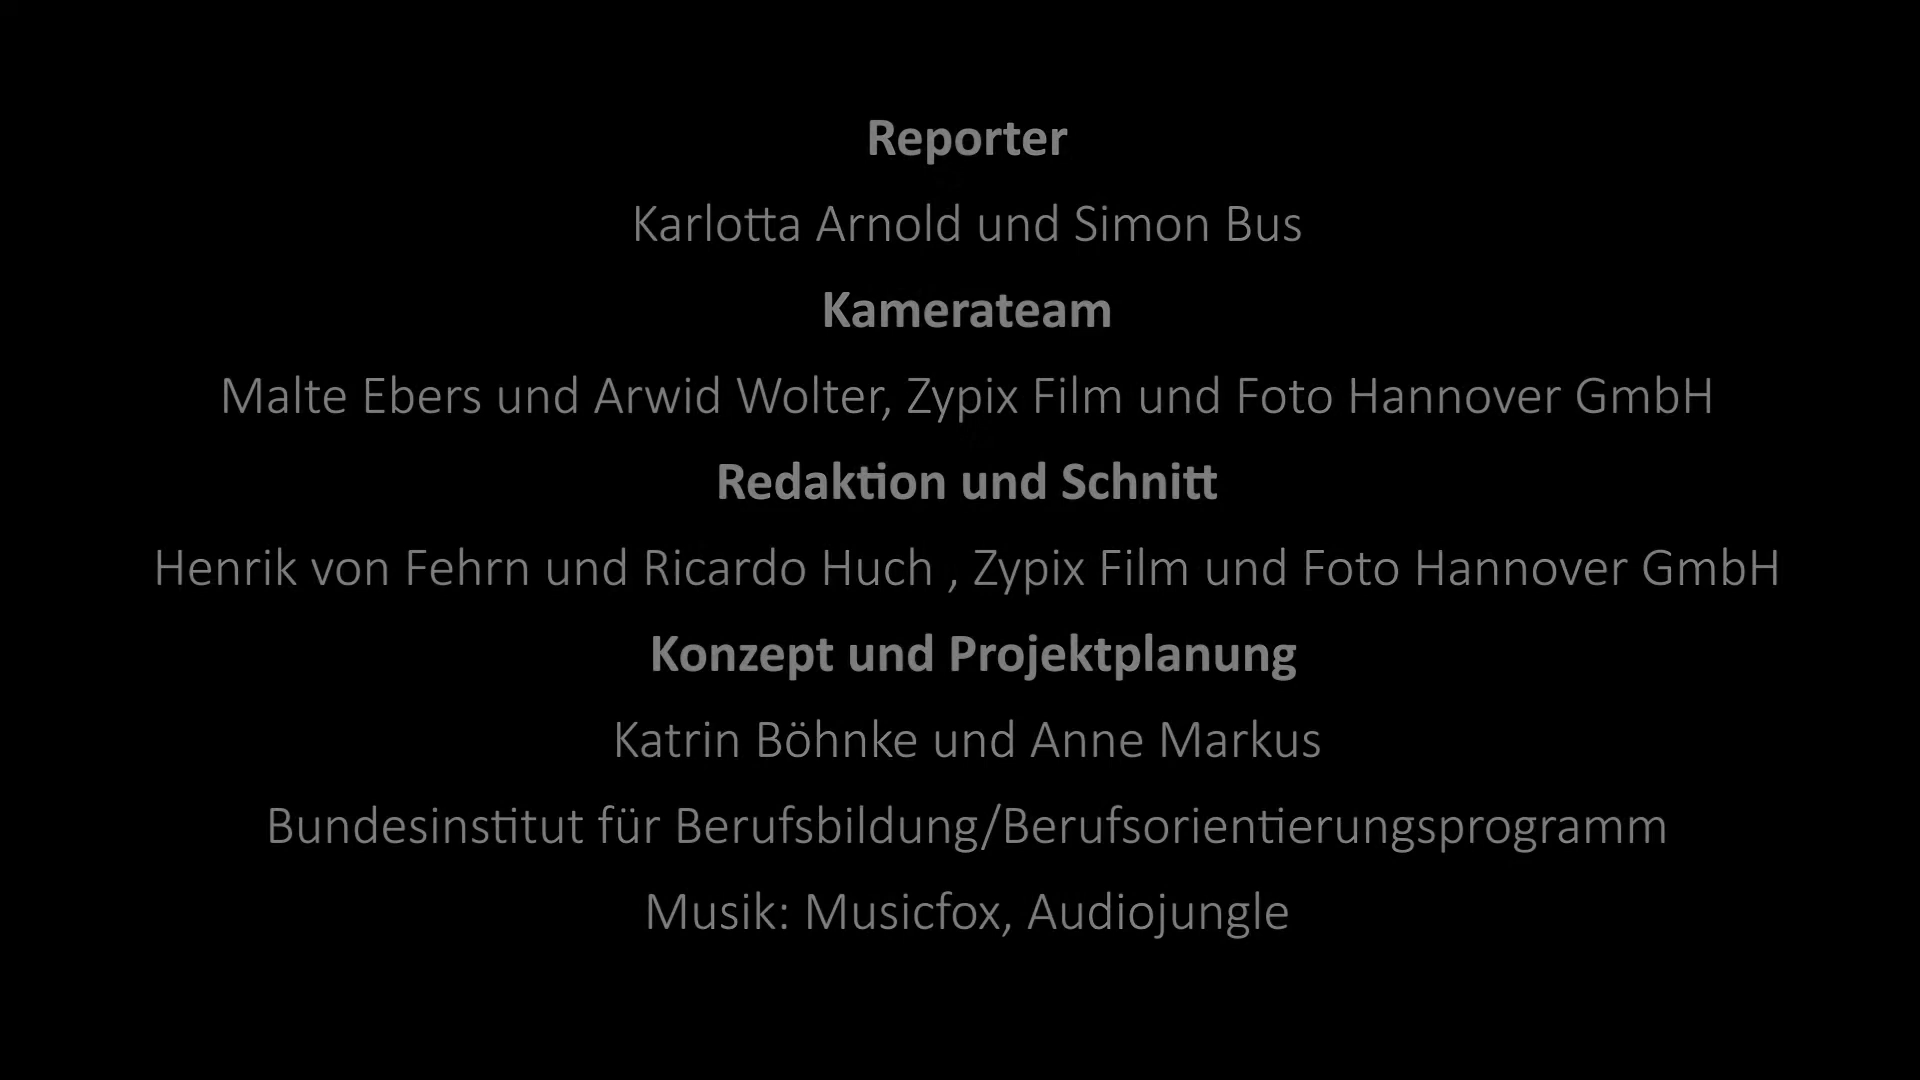 Reporter
Karlotta Arnold und Simon Bus
Kamerateam
Malte Ebers und Arwid Wolter, Zypix Film und Foto Hannover GmbH
Redaktion und Schnitt
Henrik von Fehrn und Ricardo Huch , Zypix Film und Foto Hannover GmbH
Konzept und Projektplanung
Katrin Böhnke und Anne Markus
Bundesinstitut für Berufsbildung/Berufsorientierungsprogramm
Musik: Musicfox, Audiojungle